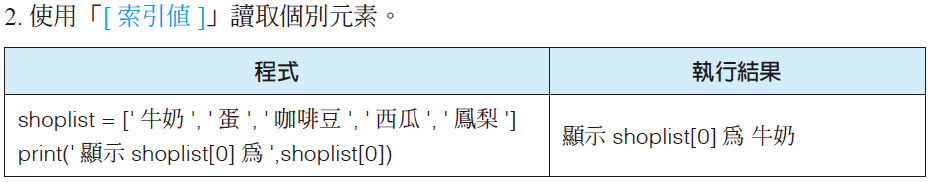 2. 使用「[ 索引值 ]」讀取個別元素。
程式
執行結果
shoplist = [' 牛奶 ', ' 蛋 ', ' 咖啡豆 ', ' 西瓜 ', ' 鳳梨 ']
print(' 顯示 shoplist[0] 為 ',shoplist[0])
顯示 shoplist[0] 為 牛奶